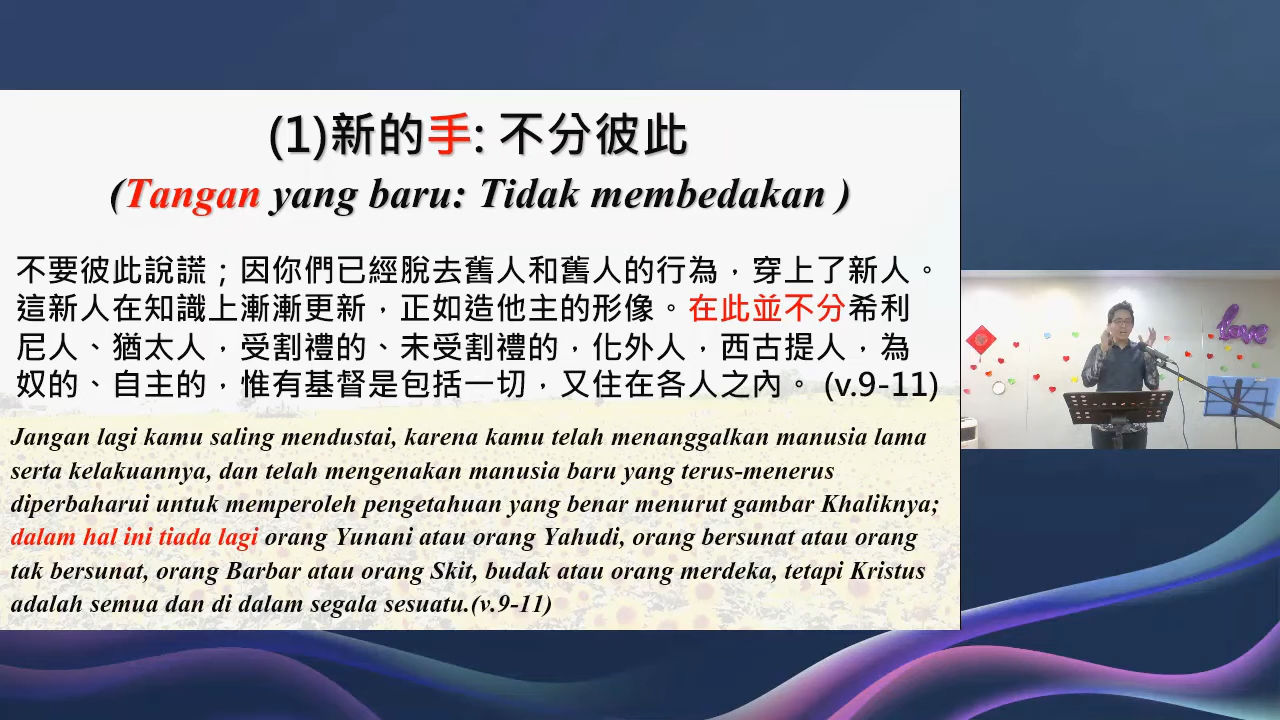 (1)新的手: 不分彼此
(Tangan yang baru: Tidak membedakan )
不要彼此說謊；因你們已經脫去舊人和舊人的行為，穿上了新人。
這新人在知識上漸漸更新，正如造他主的形像。在此並不分希利
尼人、猶太人，受割禮的、未受割禮的，化外人，西古提人，為
奴的、自主的，惟有基督是包括一切，又住在各人之內。 (v.9-11)
Jangan lagi kamu saling mendustai, karena kamu telah menanggalkan manusia lama
serta kelakuannya, dan telah mengenakan manusia baru yang terus-menerus
diperbaharui untuk memperoleh pengetahuan yang benar menurut gambar Khaliknya;
dalam hal ini tiada lagi orang Yunani atau orang Yahudi, orang bersunat atau orang
tak bersunat, orang Barbar atau orang Skit, budak atau orang merdeka, tetapi Kristus
adalah semua dan di dalam segala sesuatu.(v.9-11)
love